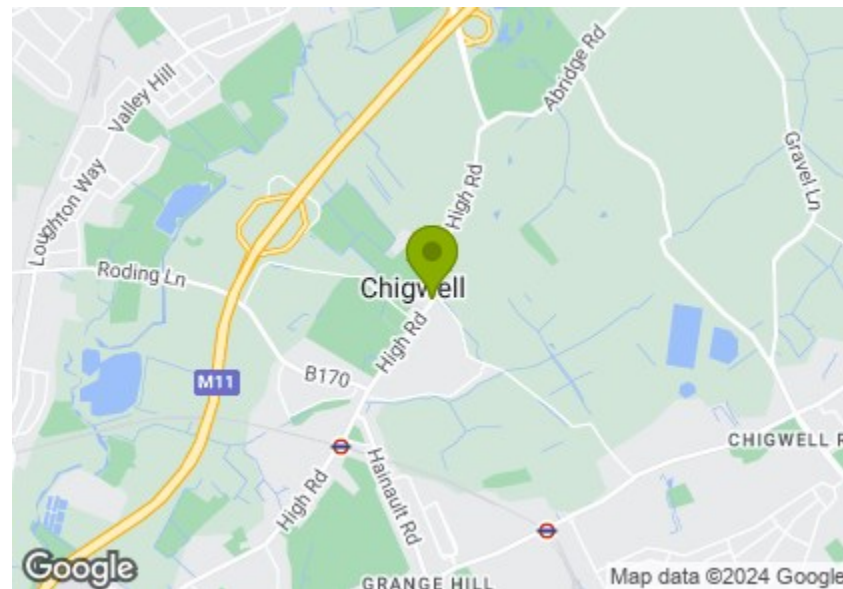 Valley Hill
Abridge Rd
Gravel Ln
High Rd
Loughton Way
Roding Ln
Chigwell
High Rd
B170
M11
CHIGWELL R
Hainault Rd
High Rd
GRANGE HILL
Google
Map data ©2024 Google